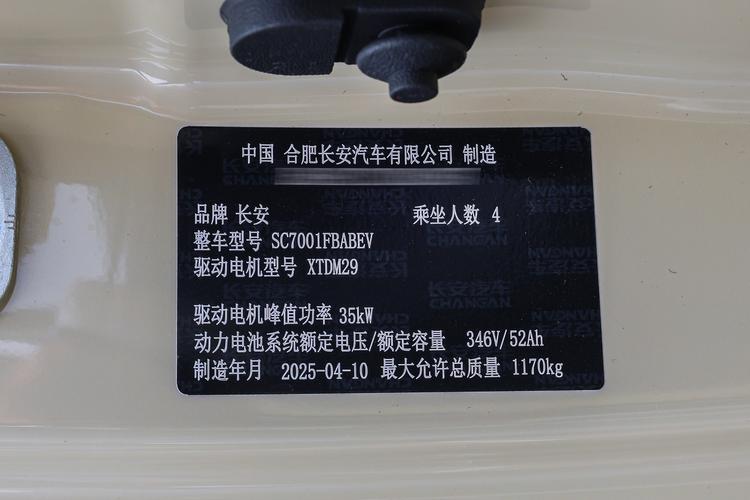 中国 合肥长安汽车有限公司 制造
品牌 长安 乘坐人数 4
整车型号 SC7001FBABEV
驱动电机型号 XTDM29
驱动电机峰值功率 35kW
动力电池系统额定电压/额定容量 346V/52Ah
制造年月 2025-04-10 最大允许总质量 1170kg